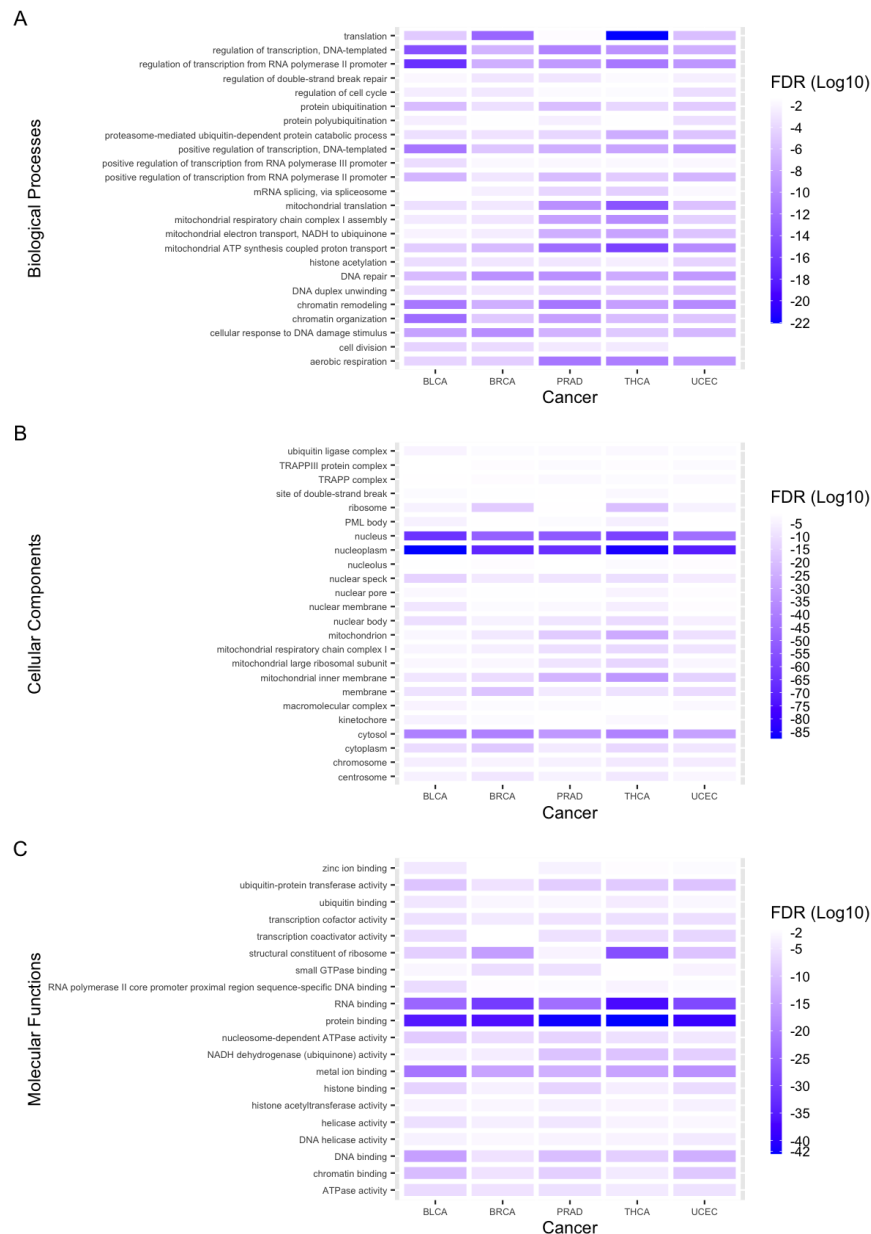 A
Biological Processes
translation
regulation of transcription, DNA-templated
regulation of transcription from RNA polymerase II promoter
regulation of double-strand break repair
regulation of cell cycle
protein ubiquitination
protein polyubiquitination
proteasome-mediated ubiquitin-dependent protein catabolic process
positive regulation of transcription, DNA-templated
positive regulation of transcription from RNA polymerase III promoter
positive regulation of transcription from RNA polymerase II promoter
mRNA splicing, via spliceosome
mitochondrial translation
mitochondrial respiratory chain complex I assembly
mitochondrial electron transport, NADH to ubiquinone
mitochondrial ATP synthesis coupled proton transport
histone acetylation
DNA repair
DNA duplex unwinding
chromatin remodeling
chromatin organization
cellular response to DNA damage stimulus
cell division
aerobic respiration
BLCA BRCA PRAD THCA UCEC
Cancer
FDR (Log10)
-2
-4
-6
-8
-10
-12
-14
-16
-18
-20
-22
B
Cellular Components
ubiquitin ligase complex
TRAPPIII protein complex
TRAPP complex
site of double-strand break
ribosome
PML body
nucleus
nucleoplasm
nucleolus
nuclear speck
nuclear pore
nuclear membrane
nuclear body
mitochondrion
mitochondrial respiratory chain complex I
mitochondrial large ribosomal subunit
mitochondrial inner membrane
membrane
macromolecular complex
kinetochore
cytosol
cytoplasm
chromosome
centrosome
BLCA BRCA PRAD THCA UCEC
Cancer
FDR (Log10)
-5
-10
-15
-20
-25
-30
-35
-40
-45
-50
-55
-60
-65
-70
-75
-80
-85
C
Molecular Functions
zinc ion binding
ubiquitin-protein transferase activity
ubiquitin binding
transcription cofactor activity
transcription coactivator activity
structural constituent of ribosome
small GTPase binding
RNA polymerase II core promoter proximal region sequence-specific DNA binding
RNA binding
protein binding
nucleosome-dependent ATPase activity
NADH dehydrogenase (ubiquinone) activity
metal ion binding
histone binding
histone acetyltransferase activity
helicase activity
DNA helicase activity
DNA binding
chromatin binding
ATPase activity
BLCA BRCA PRAD THCA UCEC
Cancer
FDR (Log10)
-2
-5
-10
-15
-20
-25
-30
-35
-40
-42